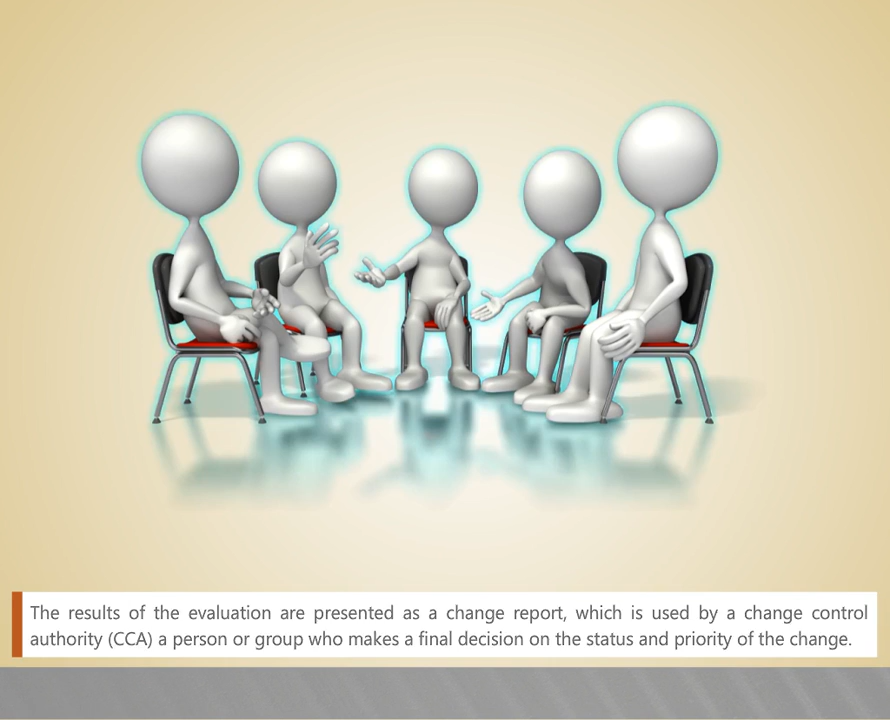 The results of the evaluation are presented as a change report, which is used by a change control
authority (CCA) a person or group who makes a final decision on the status and priority of the change.